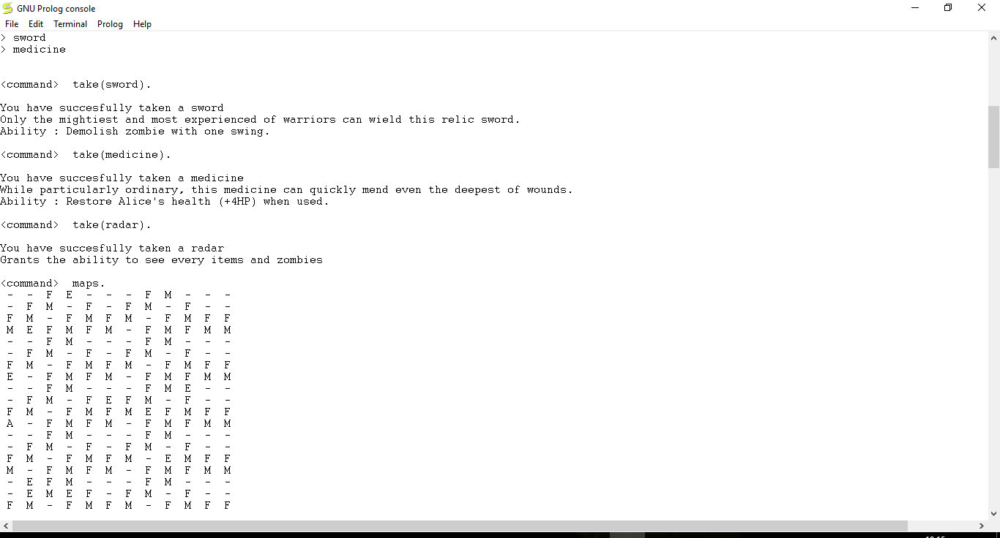 GNU Prolog console
File Edit Terminal Prolog Help
> sword
> medicine
<command>  take(sword).
You have succesfully taken a sword
Only the mightiest and most experienced of warriors can wield this relic sword.
Ability : Demolish zombie with one swing.
<command>  take(medicine).
You have succesfully taken a medicine
While particularly ordinary, this medicine can quickly mend even the deepest of wounds.
Ability : Restore Alice's health (+4HP) when used.
<command>  take(radar).
You have succesfully taken a radar
Grants the ability to see every items and zombies
<command>  maps.
- - F E - - - F M - - -
- F M - F - F M - F - -
F M - F M F M - F M F F
M E F M F M - F M F M M
- - F M - - - F M - - -
- F M - F - F M - F - -
F M - F M F M - F M F F
E - F M F M - F M F M M
- - F M - - - F M E - -
- F M - F E F M - F - -
F M - F M F M E F M F F
A - F M F M - F M F M M
- - F M - - - F M - - -
- F M - F - F M - F - -
F M - F M F M - E M F F
M - F M F M - F M F M M
- E F M - - - F M - - -
- E M E F - F M - F - -
F M - F M F M - F M F F